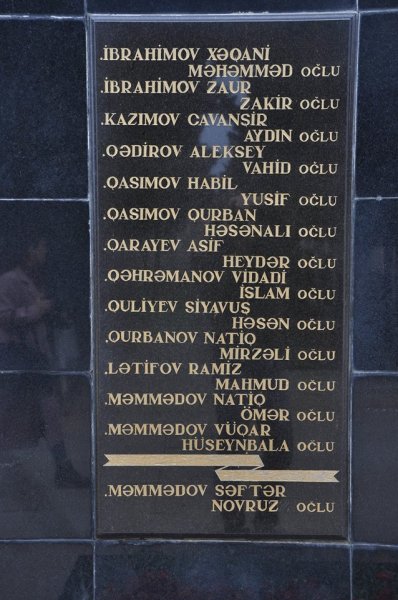 .İBRAHİMOV XƏQANİ
MƏHƏMMƏD OĞLU
.İBRAHİMOV ZAUR
ZAKİR OĞLU
.KAZIMOV CAVANŞİR
AYDIN OĞLU
.QƏDİROV ALEKSEY
VAHİD OĞLU
.QASIMOV HABİL
YUSİF OĞLU
.QASIMOV QURBAN
HƏSƏNALI OĞLU
.QARAYEV ASİF
HEYDƏR OĞLU
.QƏHRƏMANOV VİDADİ
İSLAM OĞLU
.QULİYEV SİYAVUŞ
HƏSƏN OĞLU
.QURBANOV NATİQ
MİRZƏLİ OĞLU
.LƏTİFOV RAMİZ
MAHMUD OĞLU
.MƏMMƏDOV NATİQ
ÖMƏR OĞLU
.MƏMMƏDOV VÜQAR
HÜSEYNBALA OĞLU
.MƏMMƏDOV SƏFTƏR
NOVRUZ OĞLU